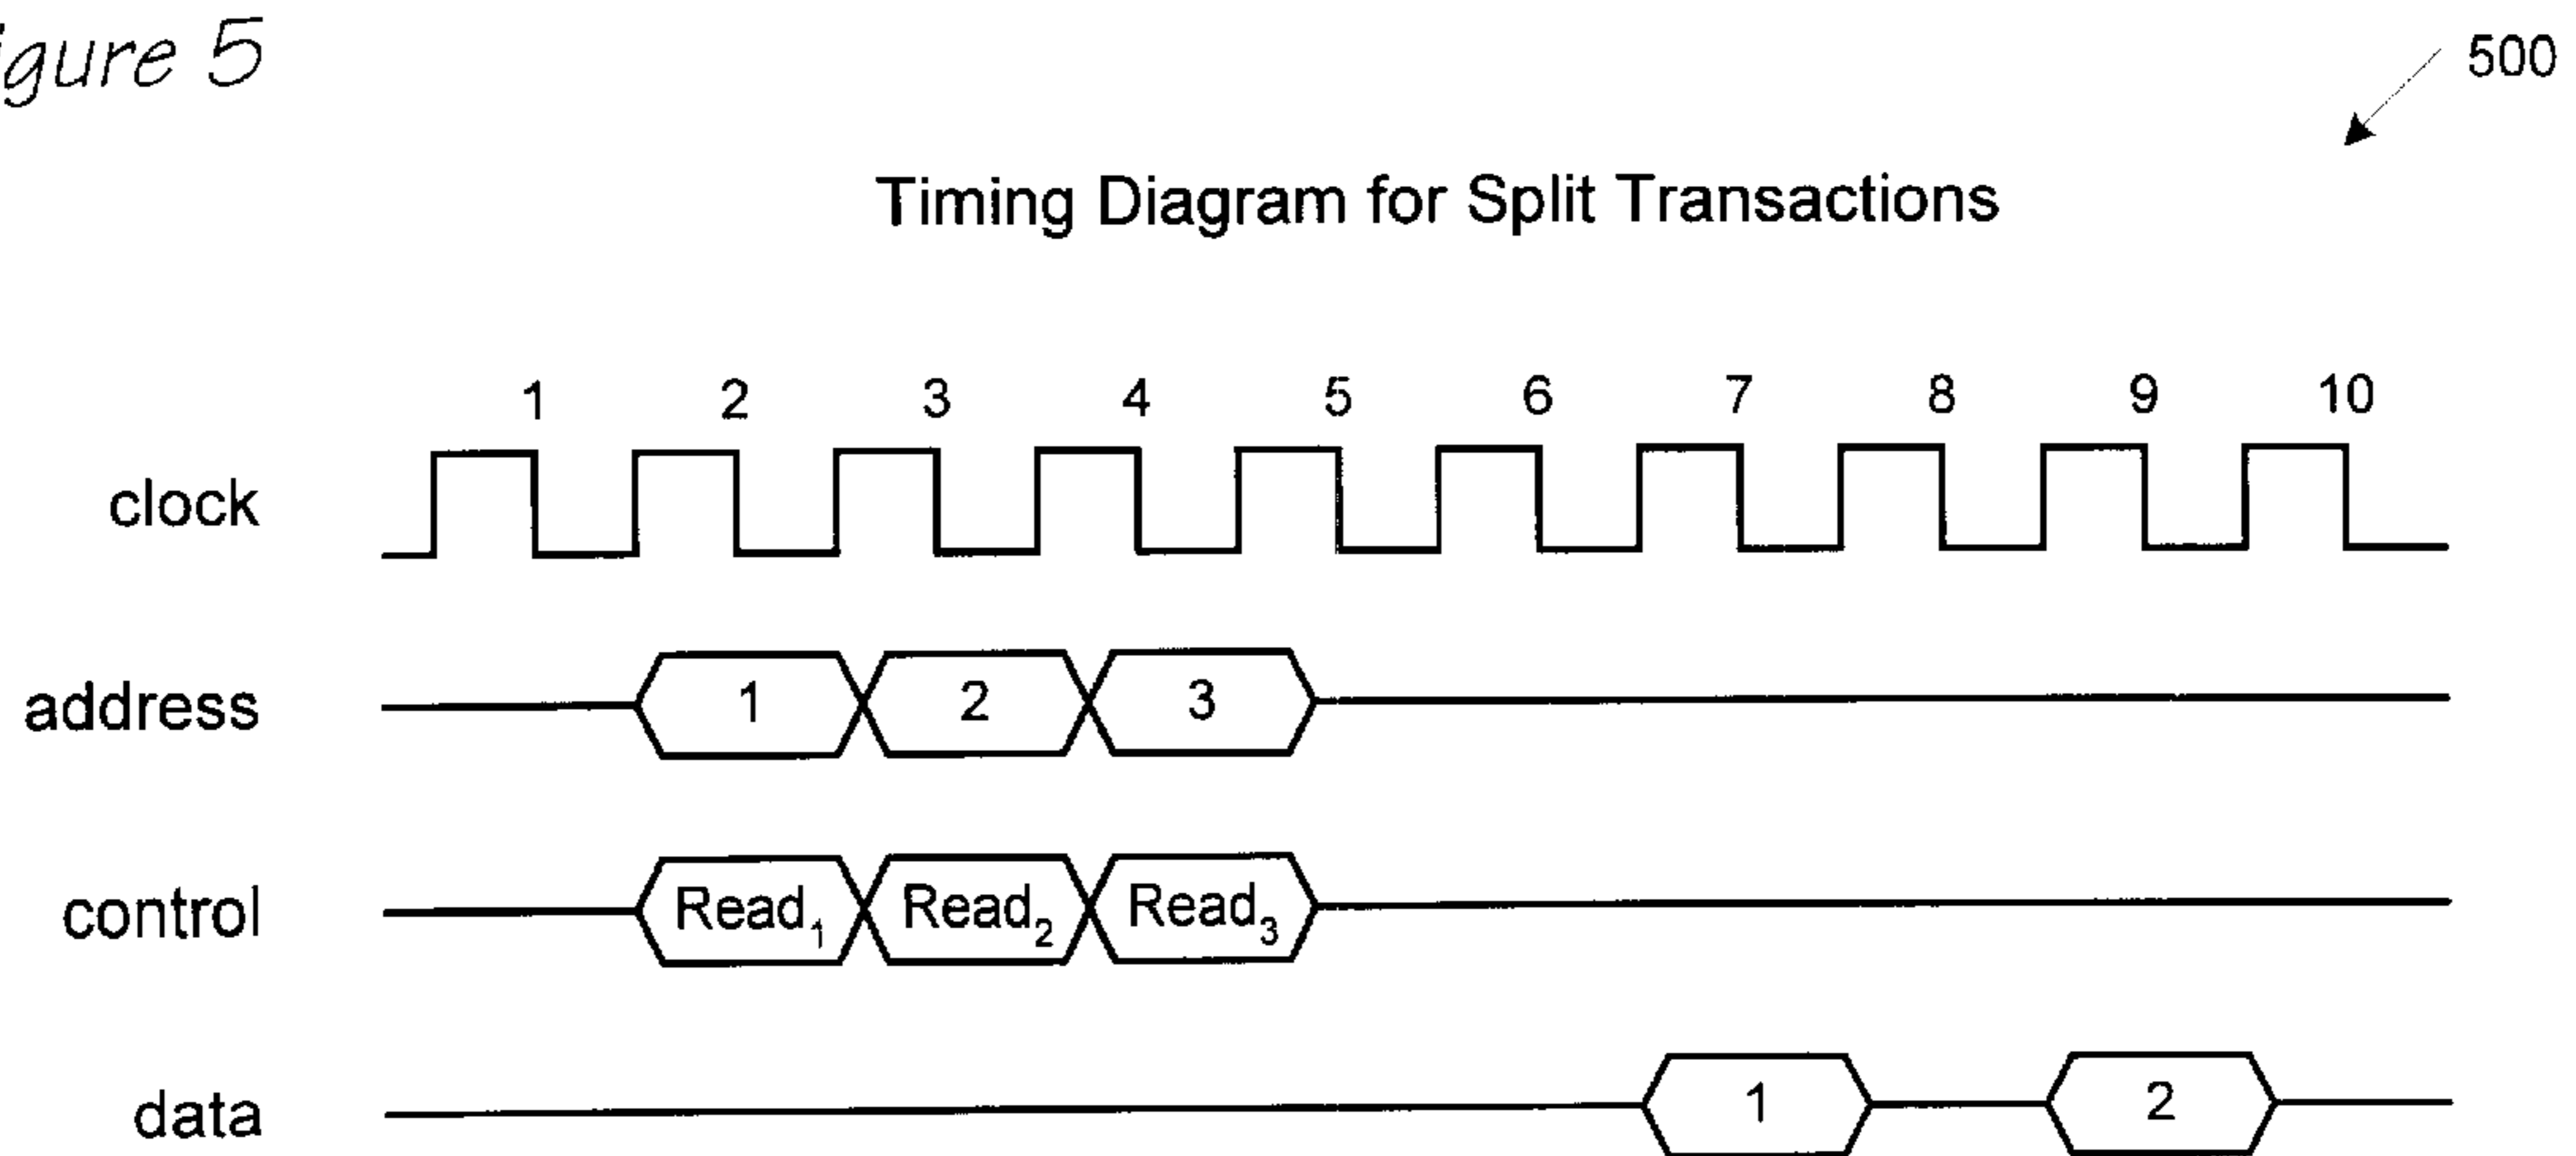 igure 5
500
Timing Diagram for Split Transactions
1 2 3 4 5 6 7 8 9 10
clock
address 1 2 3
control Read₁ Read₂ Read₃
data 1 2